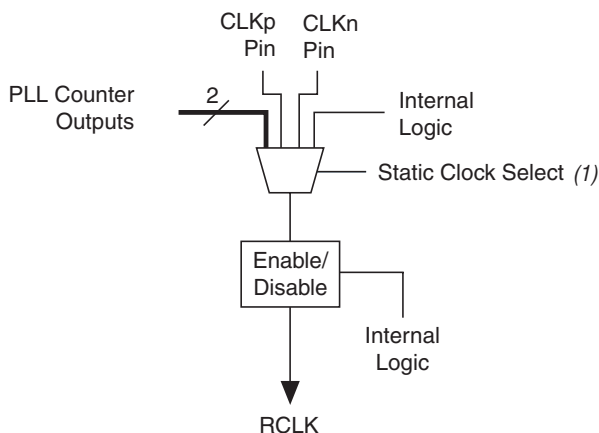 CLKp
Pin
CLKn
Pin
PLL Counter
Outputs
2
Internal
Logic
Static Clock Select (1)
Enable/
Disable
Internal
Logic
RCLK